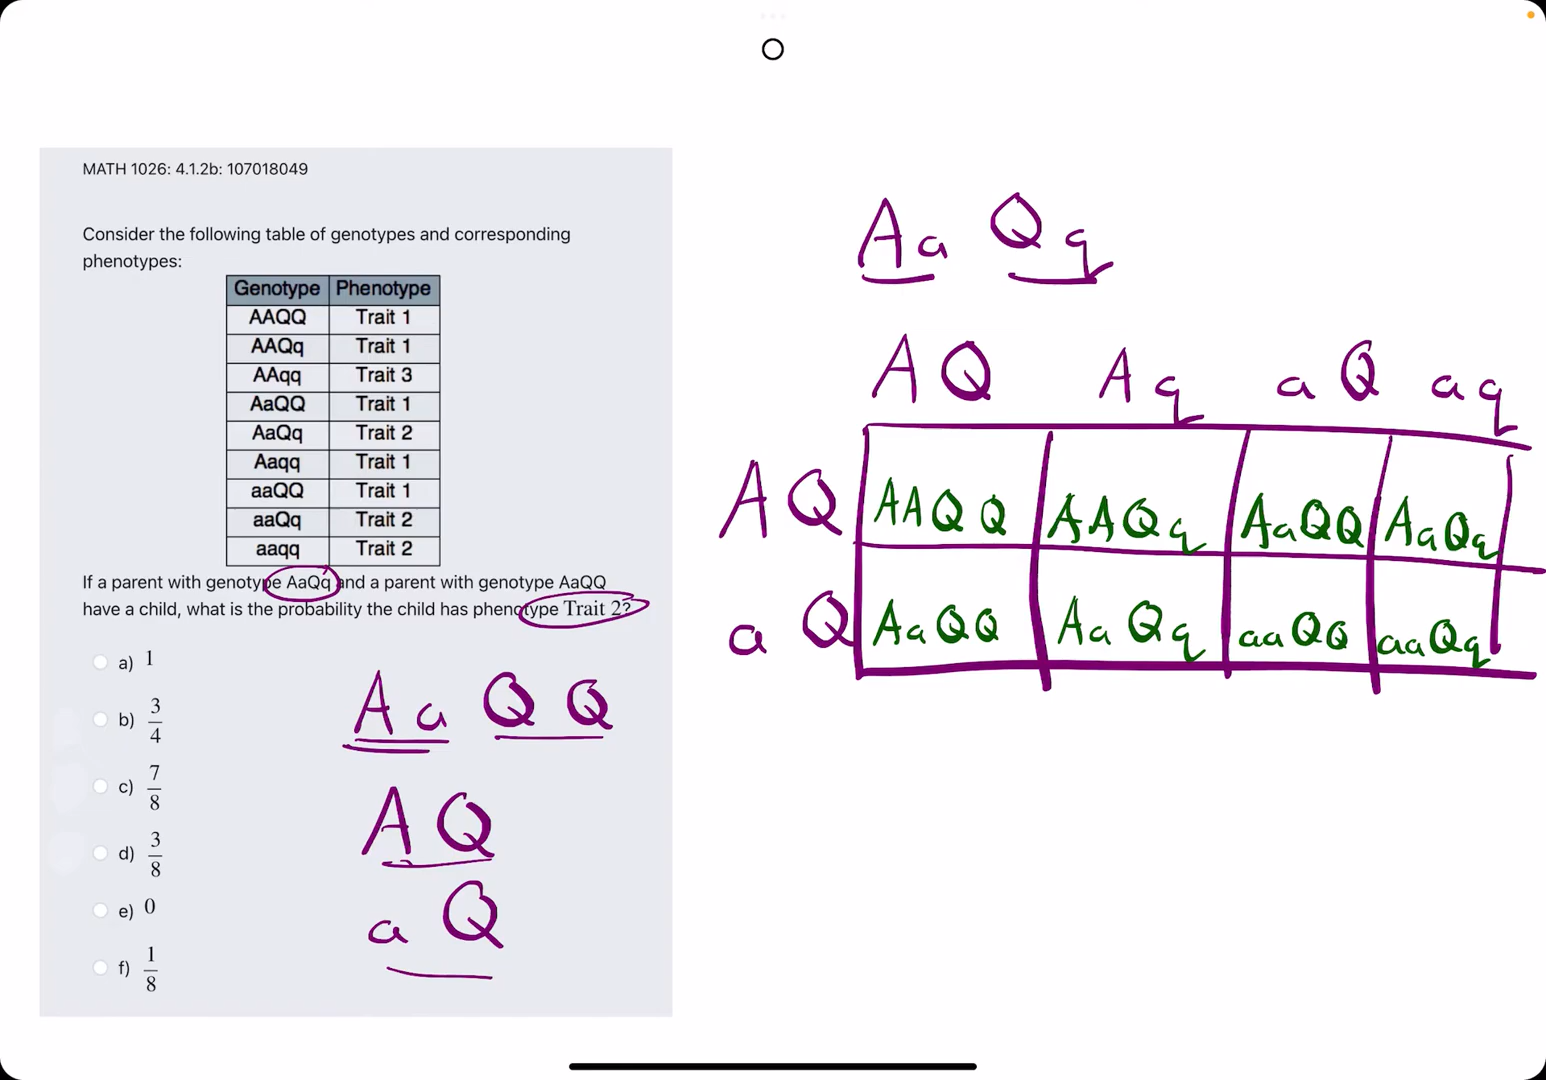 MATH 1026: 4.1.2b: 107018049
Consider the following table of genotypes and corresponding
phenotypes:
Genotype Phenotype
AAQQ Trait 1
AAQq Trait 1
AAqq Trait 3
AaQQ Trait 1
AaQq Trait 2
Aaqq Trait 1
aaQQ Trait 1
aaQq Trait 2
aaqq Trait 2
If a parent with genotype AaQq and a parent with genotype AaQQ
have a child, what is the probability the child has phenotype Trait 2?
a) 1
b) 3/4
c) 7/8
d) 3/8
e) 0
f) 1/8
Aa QQ
AQ
aQ
Aa Qq
AQ Aq aQ aq
AQ AAQQ AAQq AaQQ AaQq
aQ AaQQ AaQq aaQQ aaQq